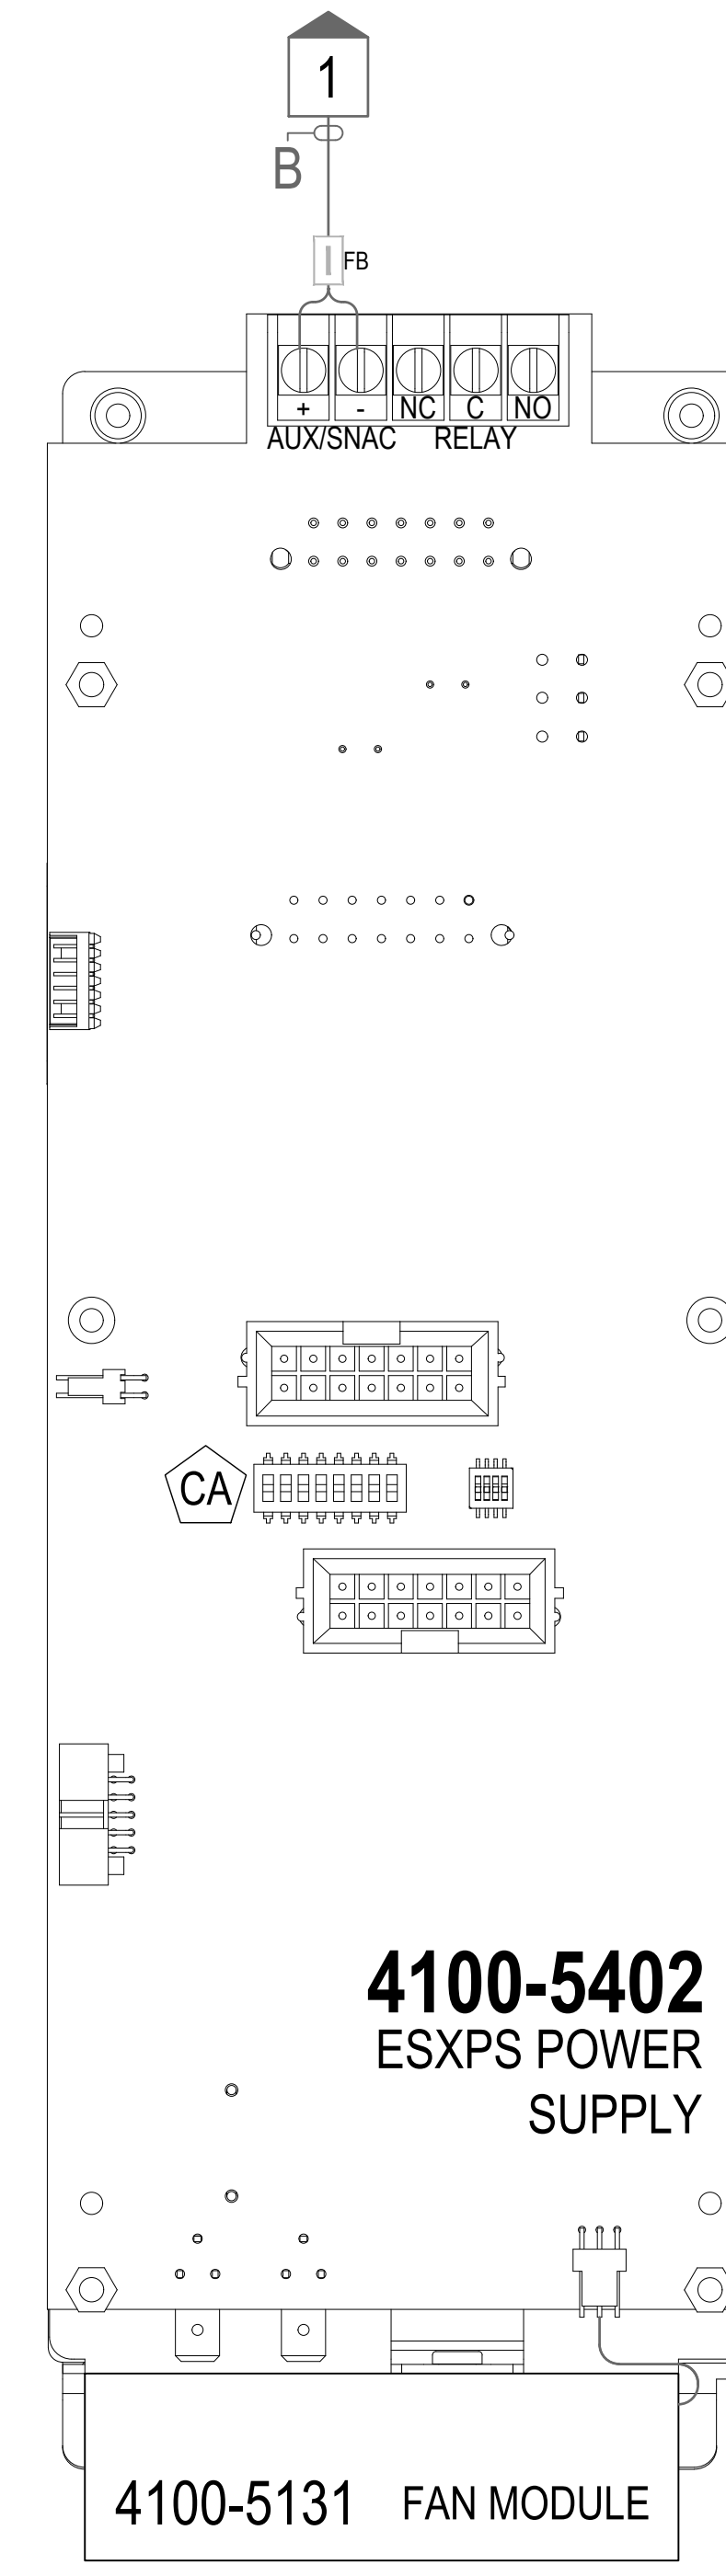 1
B
FB
+ - NC C NO
AUX/SNAC RELAY
CA
4100-5402
ESXPS POWER
SUPPLY
4100-5131 FAN MODULE